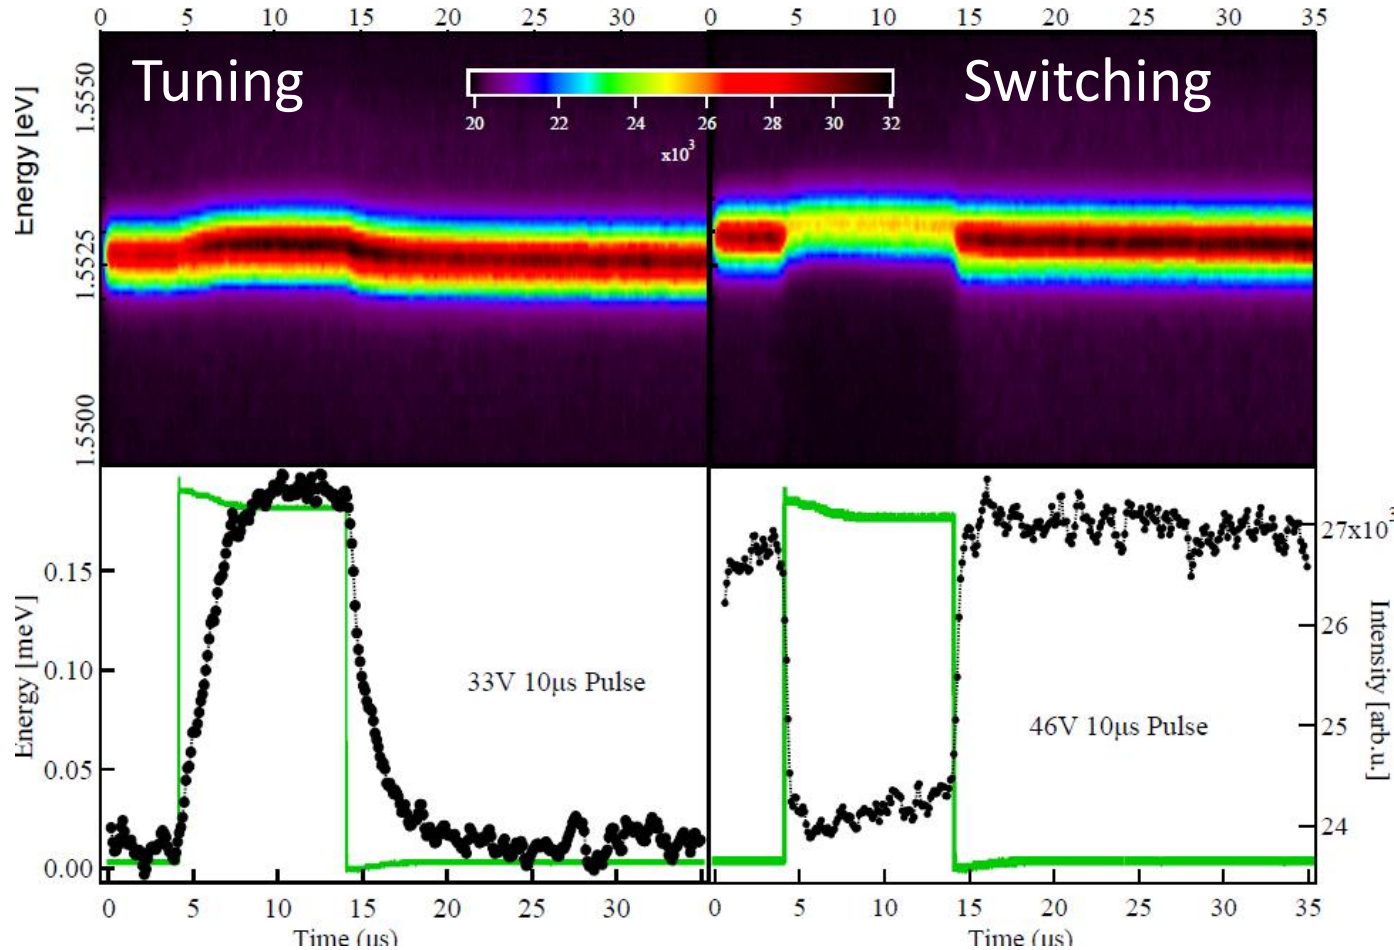 0 5 10 15 20 25 30 0 5 10 15 20 25 30 35
Tuning
Switching
20 22 24 26 28 30 32
x10³
Energy [eV]
1.5550
1.5525
1.5500
0.15
0.10
0.05
0.00
Energy [meV]
33V 10μs Pulse
46V 10μs Pulse
27x10³
26
25
24
Intensity [arb.u.]
0 5 10 15 20 25 30 0 5 10 15 20 25 30 35
Time (μs)
Time (μs)